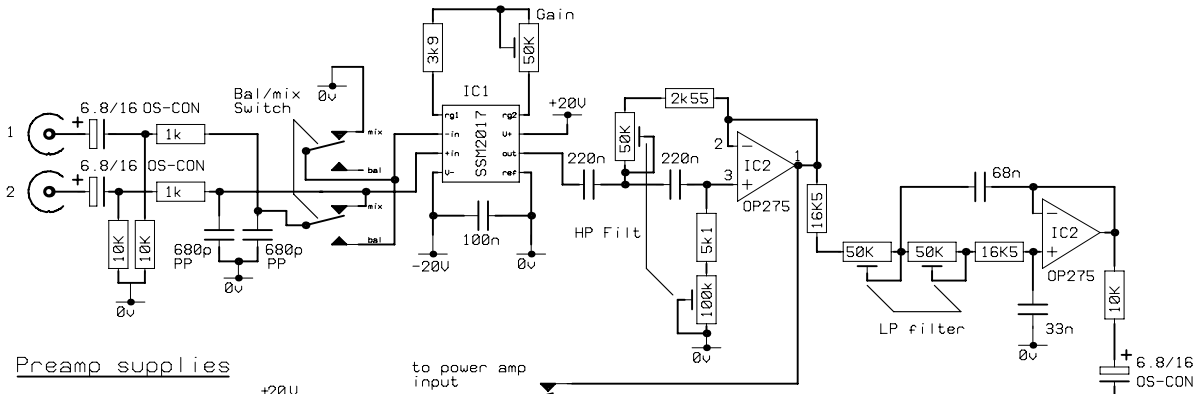 Gain
3k9
50K
IC1
Bal/mix
Switch
0v
+20V
6.8/16 OS-CON
1
1k
mix
bal
rg1
rg2
-in
V+
+in
out
V-
ref
SSM2017
2k55
50K
220n
220n
2
3
1
IC2
OP275
6.8/16 OS-CON
2
1k
mix
bal
10K
10K
680p
PP
680p
PP
0v
0v
100n
-20V
0v
HP Filt
5k1
100k
0v
16K5
50K
50K
16K5
LP filter
68n
IC2
OP275
33n
0v
10K
6.8/16
OS-CON
Preamp supplies
+20V
to power amp
input